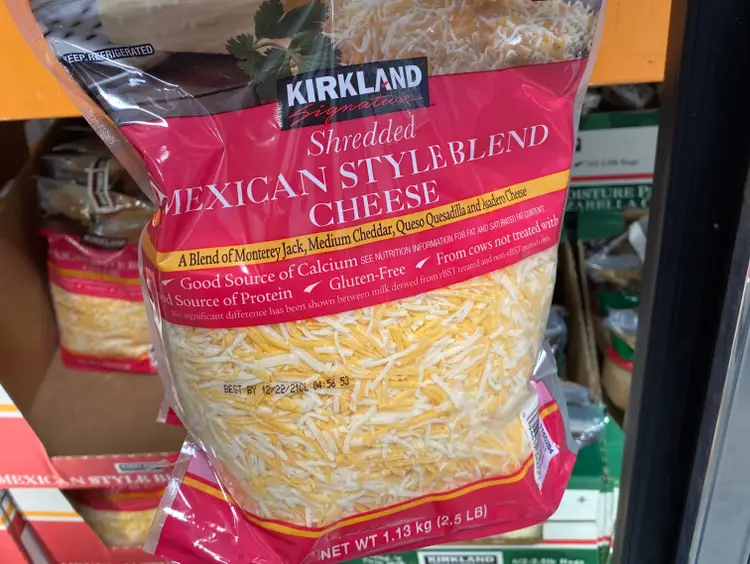 KEEP REFRIGERATED
KIRKLAND
Signature
Shredded
MEXICAN STYLE BLEND
CHEESE
A Blend of Monterey Jack, Medium Cheddar, Queso Quesadilla and Asadero Cheese
Good Source of Calcium SEE NUTRITION INFORMATION FOR FAT AND SATURATED FAT CONTENT.
d Source of Protein ✓ Gluten-Free ✓ From cows not treated with
No significant difference has been shown between milk derived from rBST treated and non-rBST treated cows.
BEST BY 12/22/21CL 04:56 53
NET WT 1.13 kg (2.5 LB)
KIRKLAND
MEXICAN STYLE B
KIRKLAND